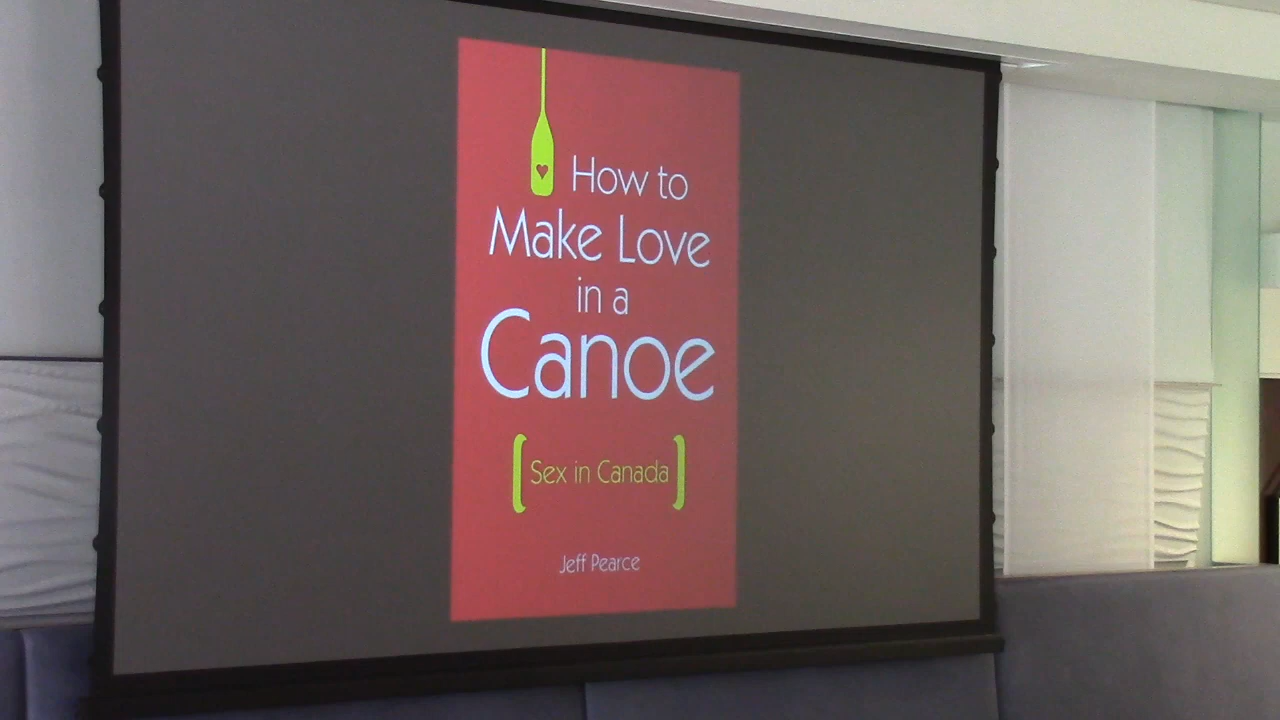 How to
Make Love
in a
Canoe
[Sex in Canada]
Jeff Pearce